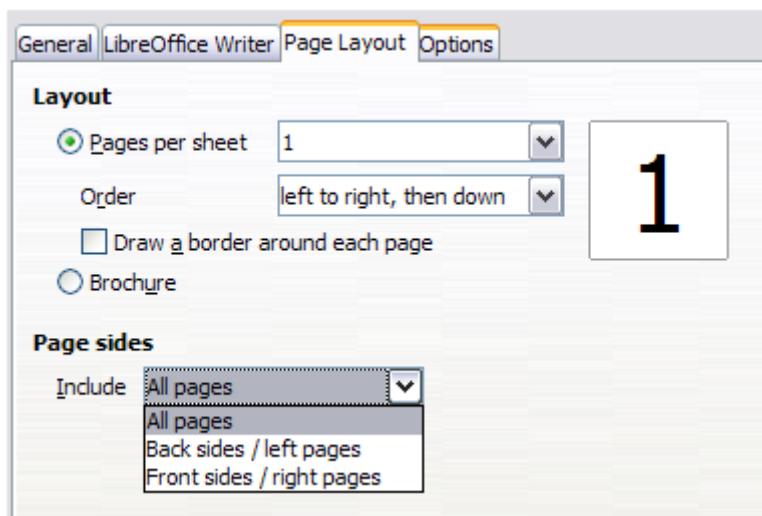 General LibreOffice Writer Page Layout Options
Layout
Pages per sheet 1
1
Order left to right, then down
Draw a border around each page
Brochure
Page sides
Include All pages
All pages
Back sides / left pages
Front sides / right pages